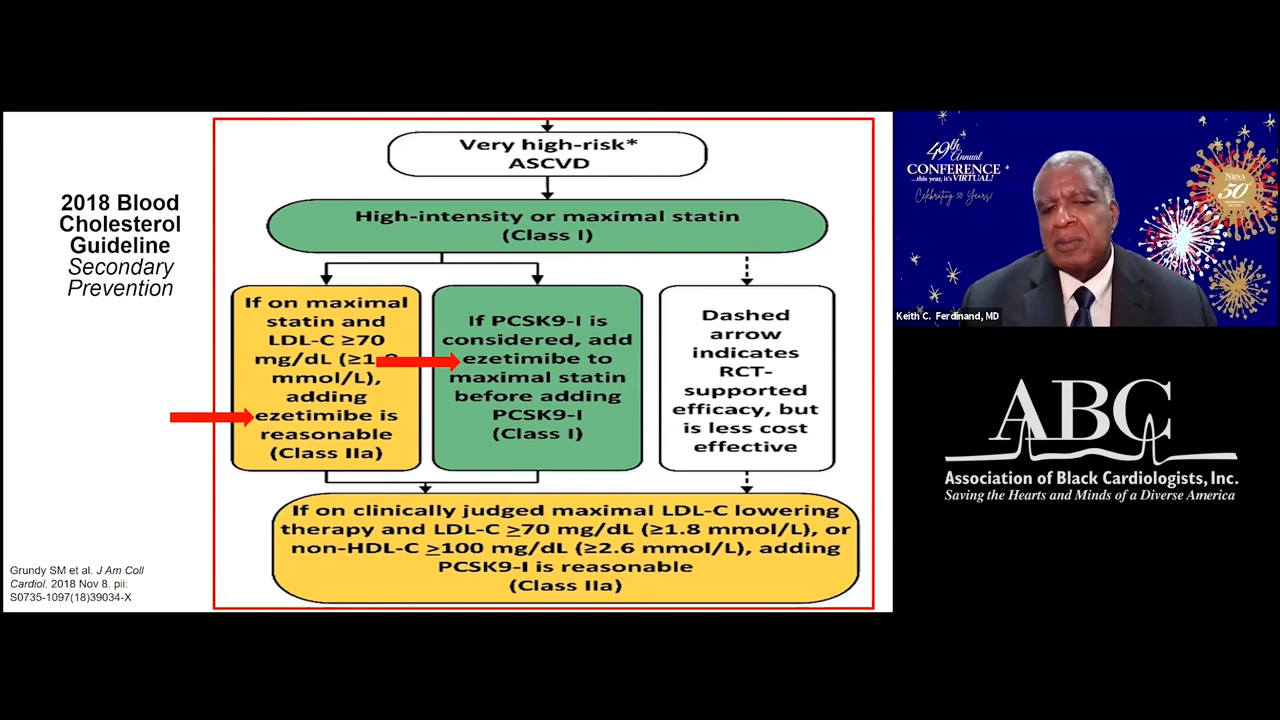 2018 Blood
Cholesterol
Guideline
Secondary
Prevention
Grundy SM et al. J Am Coll
Cardiol. 2018 Nov 8. pii:
S0735-1097(18)39034-X
Very high-risk*
ASCVD
High-intensity or maximal statin
(Class I)
If on maximal
statin and
LDL-C ≥70
mg/dL (≥1.8
mmol/L),
adding
ezetimibe is
reasonable
(Class IIa)
If PCSK9-I is
considered, add
ezetimibe to
maximal statin
before adding
PCSK9-I
(Class I)
Dashed
arrow
indicates
RCT-
supported
efficacy, but
is less cost
effective
If on clinically judged maximal LDL-C lowering
therapy and LDL-C ≥70 mg/dL (≥1.8 mmol/L), or
non-HDL-C ≥100 mg/dL (≥2.6 mmol/L), adding
PCSK9-I is reasonable
(Class IIa)
49th
Annual
CONFERENCE
...this year, it's VIRTUAL!
Celebrating 50 Years!
NBNA
50
Keith C. Ferdinand, MD
ABC
Association of Black Cardiologists, Inc.
Saving the Hearts and Minds of a Diverse America